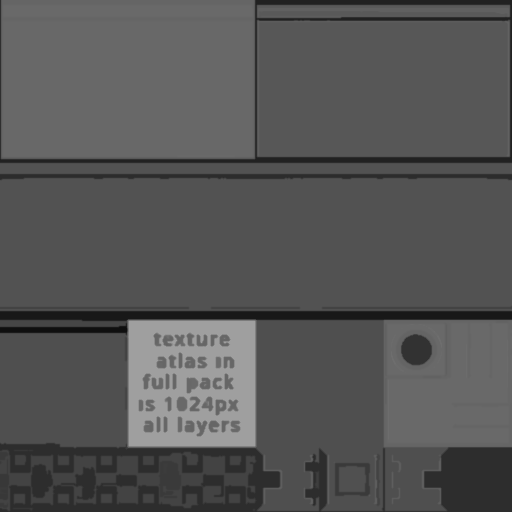 texture
atlas in
full pack
is 1024px
all layers